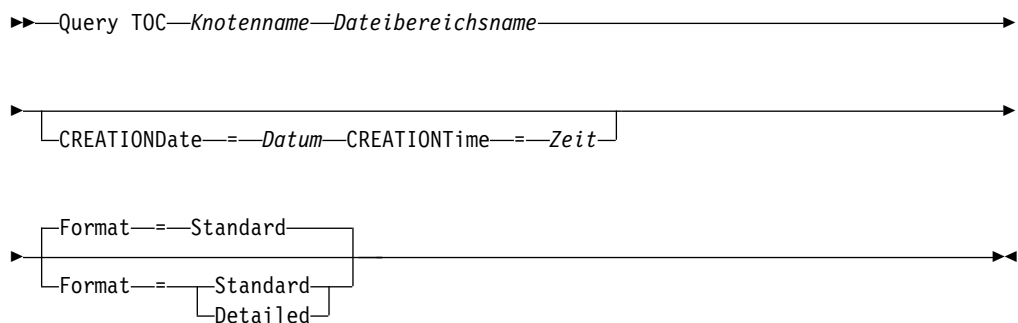 Query TOC Knotenname Dateibereichsname
CREATIONDate = Datum CREATIONTime = Zeit
Format = Standard
Format = Standard
Detailed